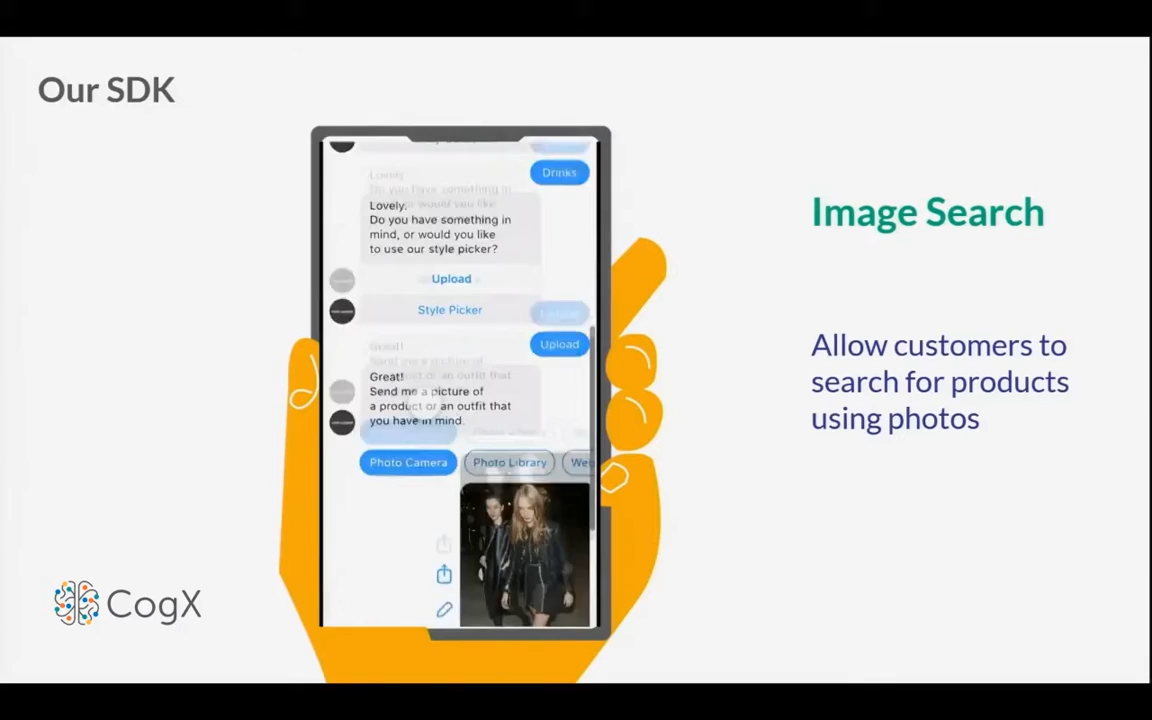 Our SDK
Drinks
Lovely.
Do you have something in
mind, or would you like
to use our style picker?
Upload
Style Picker
Upload
Great!
Send me a picture of
a product or an outfit that
you have in mind.
Photo Camera
Photo Library
Image Search
Allow customers to
search for products
using photos
CogX